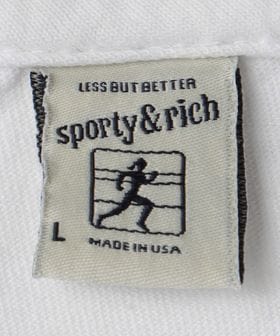 LESS BUT BETTER
sporty & rich
L
MADE IN USA